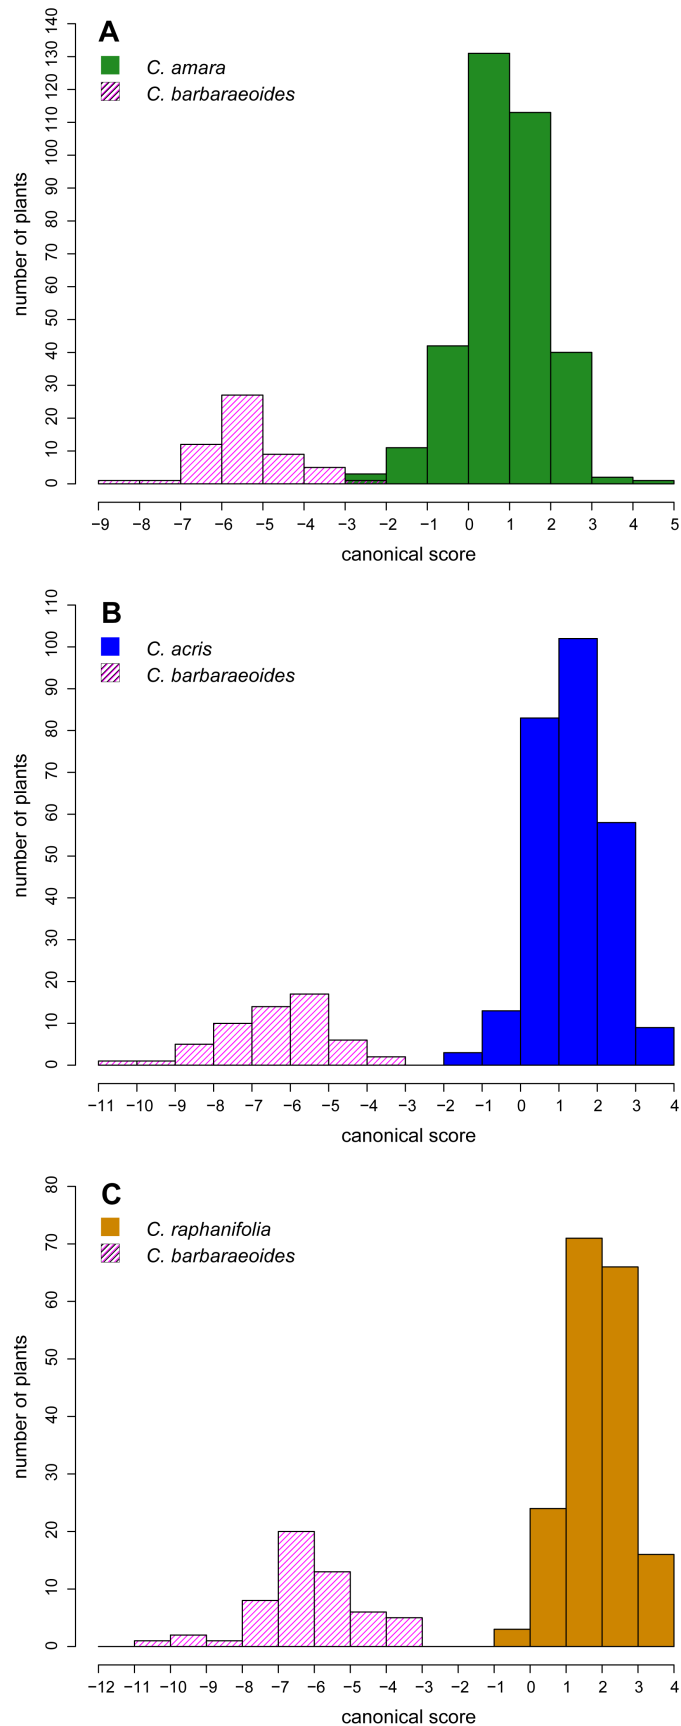 A
C. amara
C. barbaraeoides
number of plants
0 10 20 30 40 50 60 70 80 90 100 110 120 130 140
−9 −8 −7 −6 −5 −4 −3 −2 −1 0 1 2 3 4 5
canonical score
B
C. acris
C. barbaraeoides
number of plants
0 10 20 30 40 50 60 70 80 90 100 110
−11 −10 −9 −8 −7 −6 −5 −4 −3 −2 −1 0 1 2 3 4
canonical score
C
C. raphanifolia
C. barbaraeoides
number of plants
0 10 20 30 40 50 60 70 80
−12 −11 −10 −9 −8 −7 −6 −5 −4 −3 −2 −1 0 1 2 3 4
canonical score